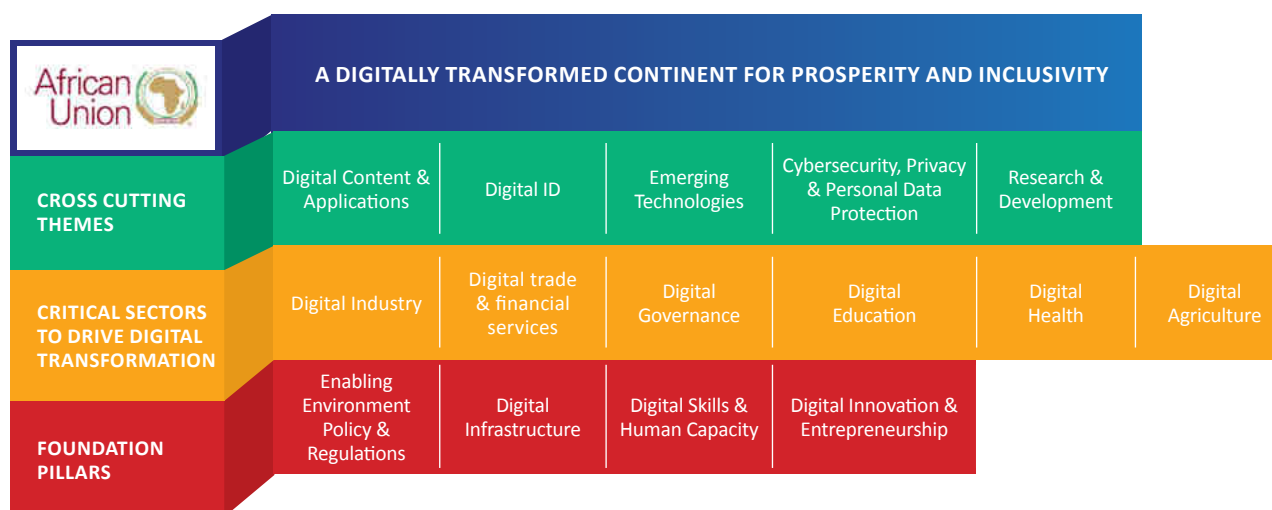 African
Union
A DIGITALLY TRANSFORMED CONTINENT FOR PROSPERITY AND INCLUSIVITY
CROSS CUTTING
THEMES
Digital Content &
Applications
Digital ID
Emerging
Technologies
Cybersecurity, Privacy
& Personal Data
Protection
Research &
Development
CRITICAL SECTORS
TO DRIVE DIGITAL
TRANSFORMATION
Digital Industry
Digital trade
& financial
services
Digital
Governance
Digital
Education
Digital
Health
Digital
Agriculture
FOUNDATION
PILLARS
Enabling
Environment
Policy &
Regulations
Digital
Infrastructure
Digital Skills &
Human Capacity
Digital Innovation &
Entrepreneurship